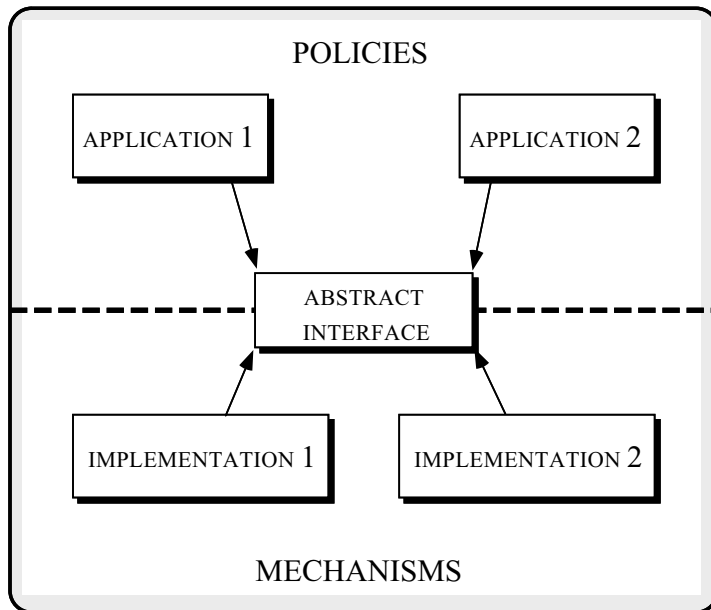 POLICIES
APPLICATION 1
APPLICATION 2
ABSTRACT
INTERFACE
IMPLEMENTATION 1
IMPLEMENTATION 2
MECHANISMS